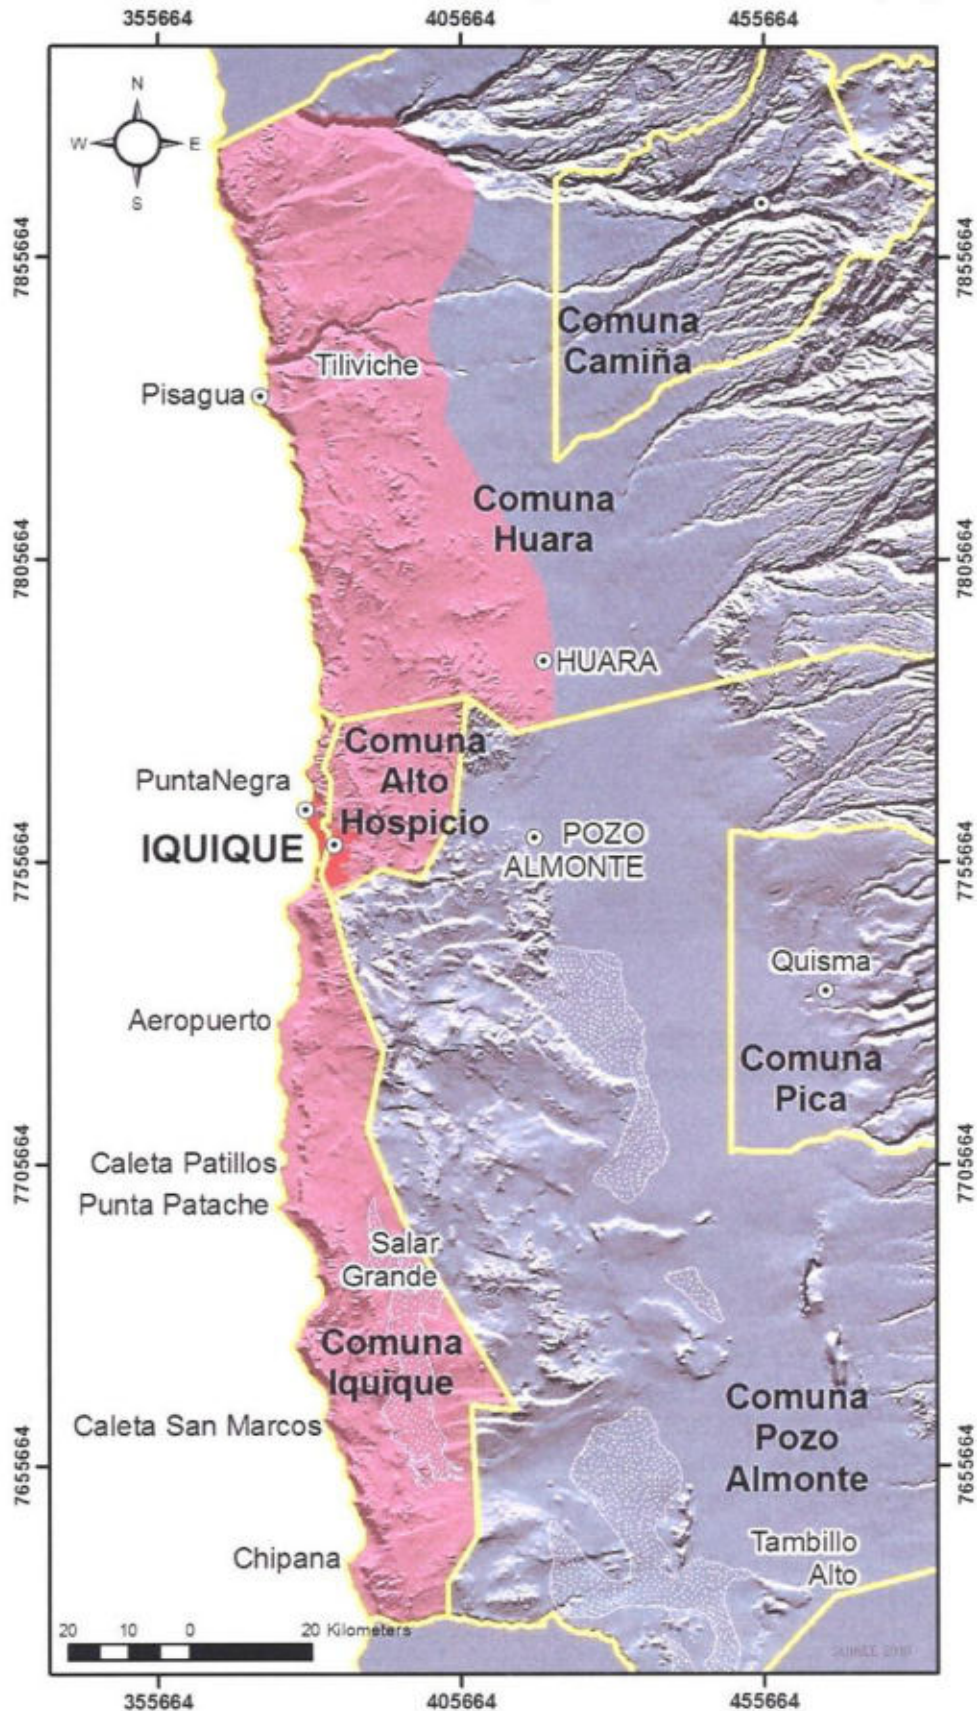 355664 405664 455664
N
W E
S
7855664 7855664
Comuna
Camiña
Tiliviche
Pisagua
Comuna
Huara
7805664 7805664
HUARA
Comuna
Alto
Hospicio
PuntaNegra
IQUIQUE
POZO
ALMONTE
7755664 7755664
Quisma
Aeropuerto
Comuna
Pica
Caleta Patillos
7705664 7705664
Punta Patache
Salar
Grande
Comuna
Iquique
Comuna
Pozo
Almonte
Caleta San Marcos
7655664 7655664
Tambillo
Alto
Chipana
20 10 0 20 Kilometers
355664 405664 455664